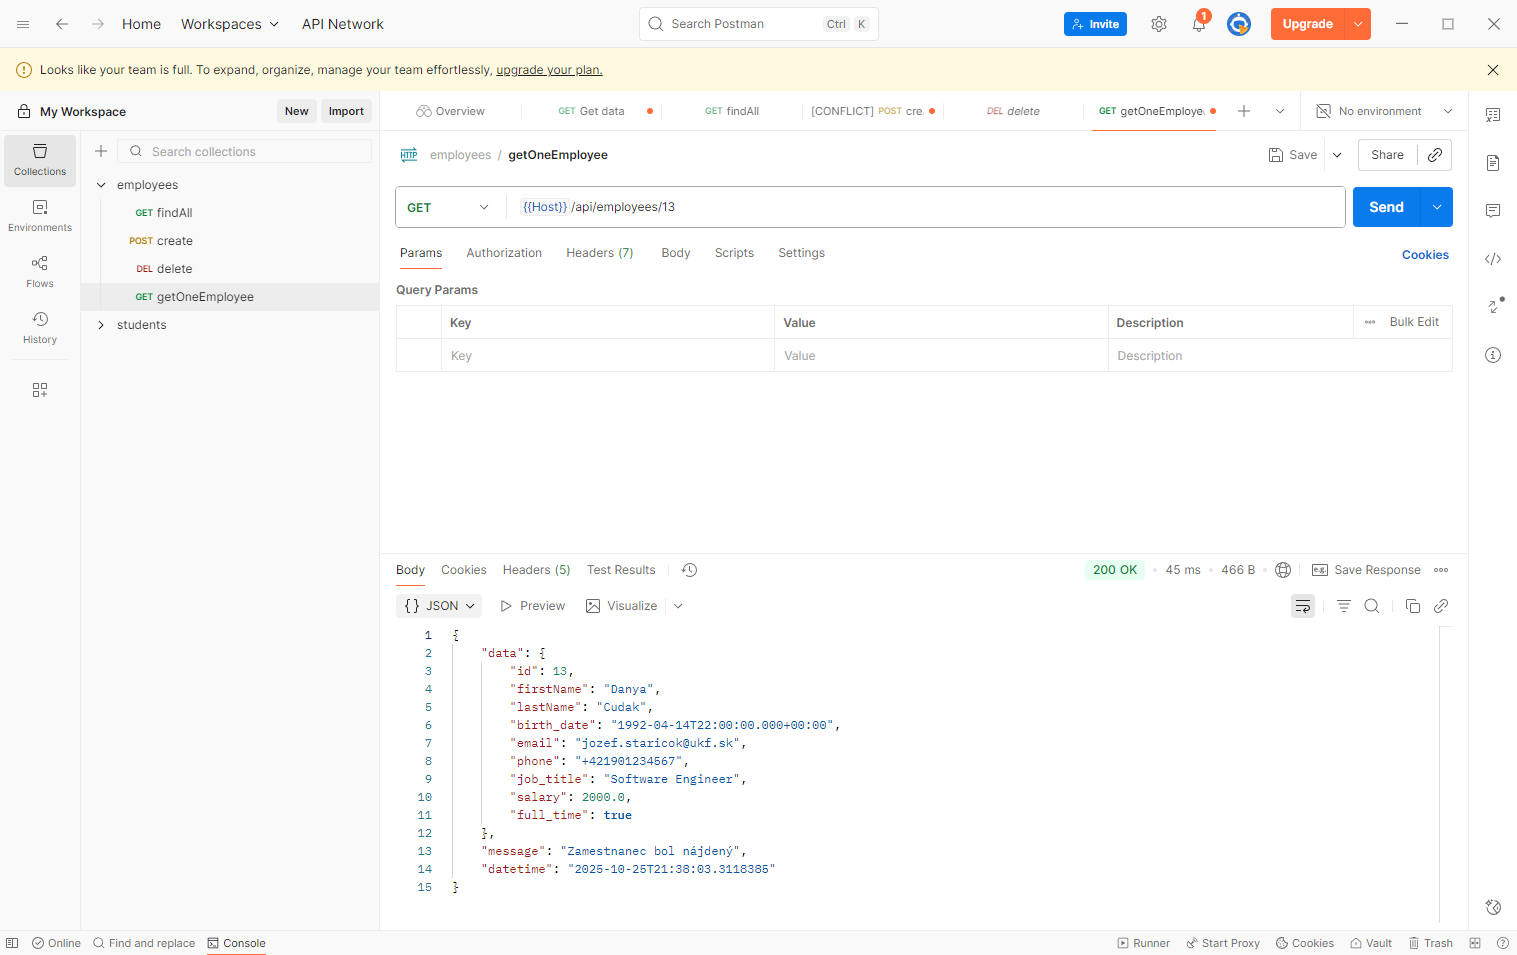 Home Workspaces API Network Search Postman Ctrl K Invite 1 Upgrade
Looks like your team is full. To expand, organize, manage your team effortlessly, upgrade your plan.
My Workspace New Import Overview GET Get data GET findAll [CONFLICT] POST cre DEL delete GET getOneEmployee No environment
Search collections
Collections
Environments
Flows
History
employees
GET findAll
POST create
DEL delete
GET getOneEmployee
students
HTTP employees / getOneEmployee Save Share
GET {{Host}} /api/employees/13 Send
Params Authorization Headers (7) Body Scripts Settings Cookies
Query Params
Key Value Description Bulk Edit
Key Value Description
Body Cookies Headers (5) Test Results 200 OK 45 ms 466 B e.g. Save Response
{} JSON Preview Visualize
1 {
2 "data": {
3 "id": 13,
4 "firstName": "Danya",
5 "lastName": "Cudak",
6 "birth_date": "1992-04-14T22:00:00.000+00:00",
7 "email": "jozef.staricok@ukf.sk",
8 "phone": "+421901234567",
9 "job_title": "Software Engineer",
10 "salary": 2000.0,
11 "full_time": true
12 },
13 "message": "Zamestnanec bol nájdený",
14 "datetime": "2025-10-25T21:38:03.3118385"
15 }
Online Find and replace Console Runner Start Proxy Cookies Vault Trash